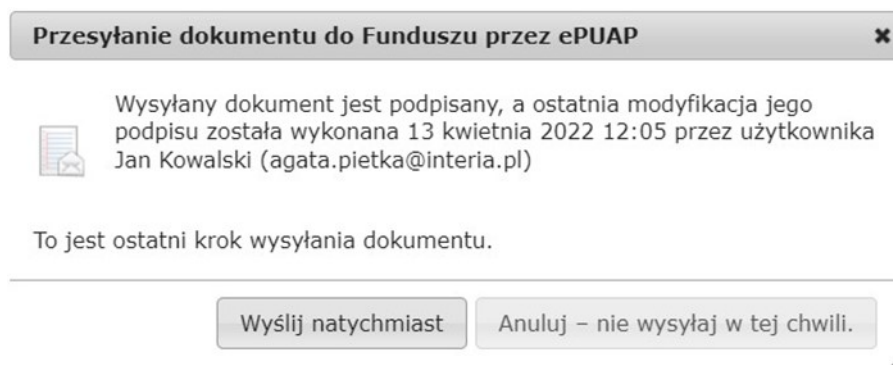 Przesyłanie dokumentu do Funduszu przez ePUAP
Wysyłany dokument jest podpisany, a ostatnia modyfikacja jego
podpisu została wykonana 13 kwietnia 2022 12:05 przez użytkownika
Jan Kowalski (agata.pietka@interia.pl)
To jest ostatni krok wysyłania dokumentu.
Wyślij natychmiast
Anuluj – nie wysyłaj w tej chwili.